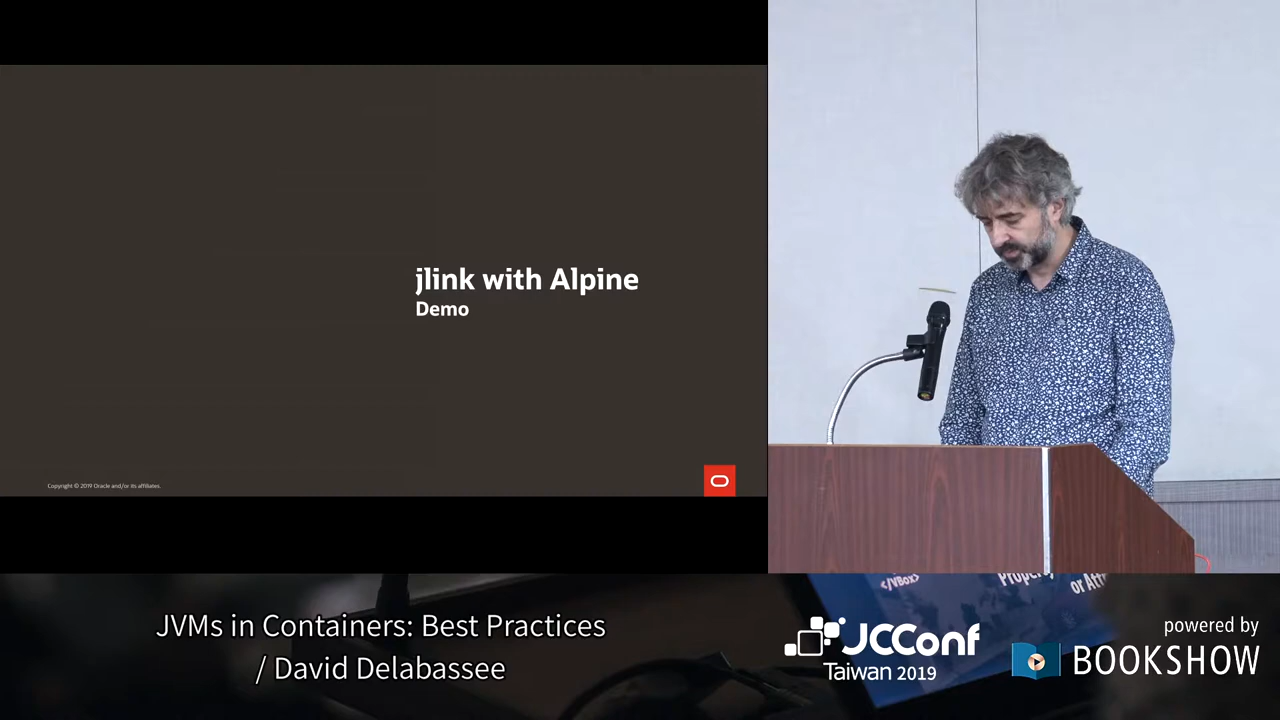 jlink with Alpine
Demo
Copyright © 2019 Oracle and/or its affiliates.
</VBox>
JVMs in Containers: Best Practices
/ David Delabassee
JCConf
Taiwan 2019
powered by
BOOKSHOW